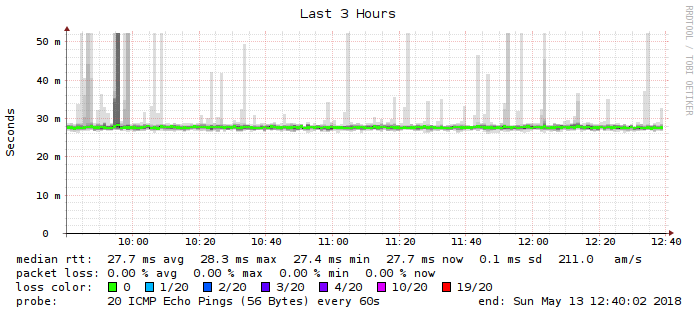 Last 3 Hours
RRDTOOL / TOBI OETIKER
Seconds
50 m
40 m
30 m
20 m
10 m
0
10:00 10:20 10:40 11:00 11:20 11:40 12:00 12:20 12:40
median rtt: 27.7 ms avg 28.3 ms max 27.4 ms min 27.7 ms now 0.1 ms sd 211.0 am/s
packet loss: 0.00 % avg 0.00 % max 0.00 % min 0.00 % now
loss color: 0 1/20 2/20 3/20 4/20 10/20 19/20
probe: 20 ICMP Echo Pings (56 Bytes) every 60s end: Sun May 13 12:40:02 2018